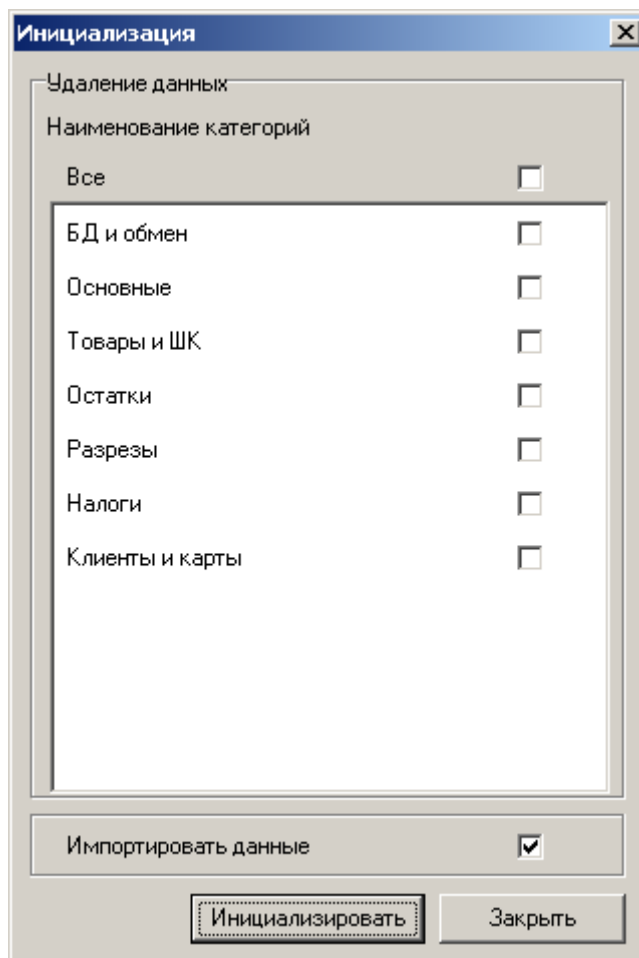 Инициализация
Удаление данных
Наименование категорий
Все
БД и обмен
Основные
Товары и ШК
Остатки
Разрезы
Налоги
Клиенты и карты
Импортировать данные
Инициализировать Закрыть